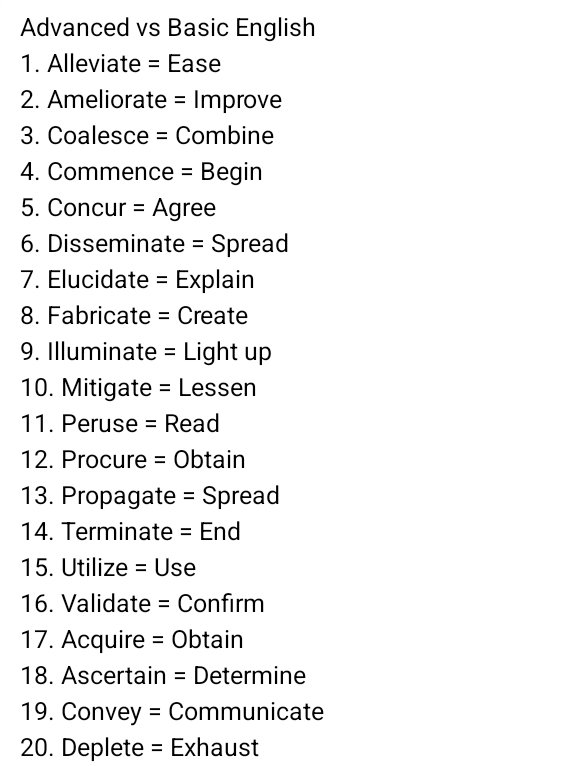 Advanced vs Basic English
1. Alleviate = Ease
2. Ameliorate = Improve
3. Coalesce = Combine
4. Commence = Begin
5. Concur = Agree
6. Disseminate = Spread
7. Elucidate = Explain
8. Fabricate = Create
9. Illuminate = Light up
10. Mitigate = Lessen
11. Peruse = Read
12. Procure = Obtain
13. Propagate = Spread
14. Terminate = End
15. Utilize = Use
16. Validate = Confirm
17. Acquire = Obtain
18. Ascertain = Determine
19. Convey = Communicate
20. Deplete = Exhaust